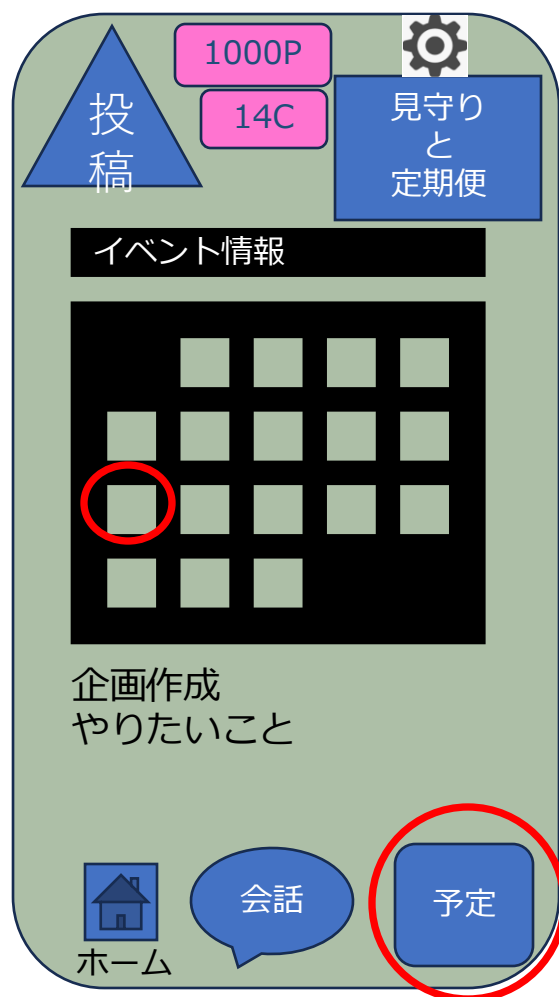 投
稿
1000P
14C
見守り
と
定期便
イベント情報
企画作成
やりたいこと
ホーム
会話
予定